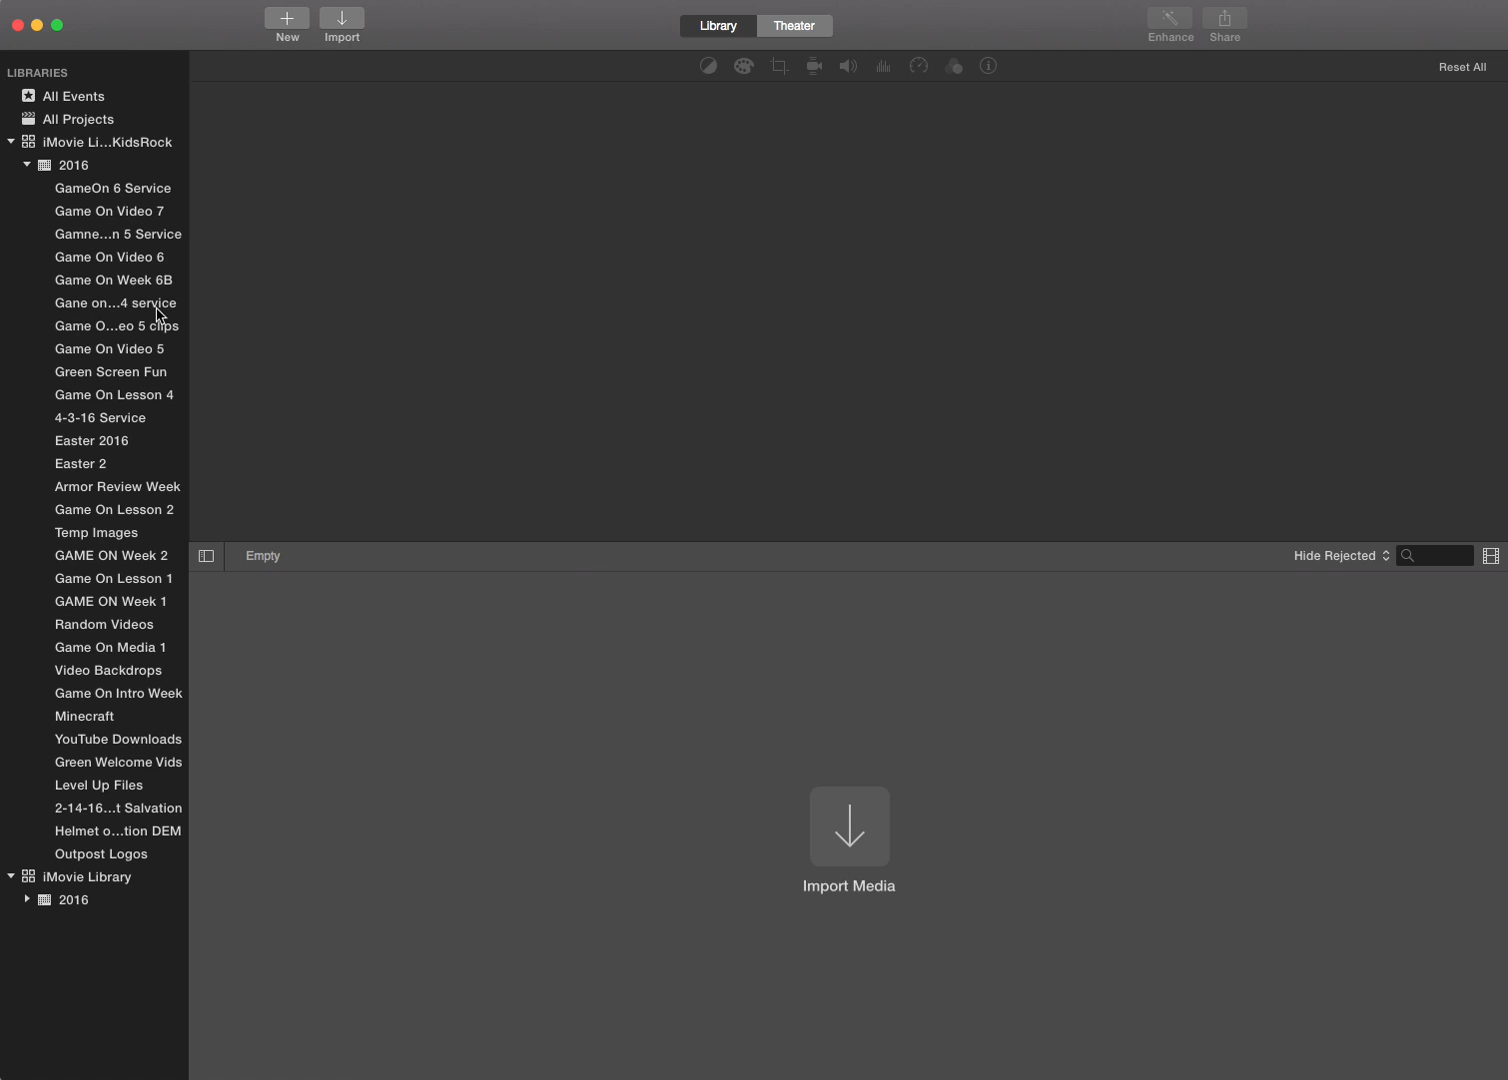 New
Import
Library
Theater
Enhance
Share
Reset All
LIBRARIES
All Events
All Projects
iMovie Li...KidsRock
2016
GameOn 6 Service
Game On Video 7
Gamne...n 5 Service
Game On Video 6
Game On Week 6B
Gane on...4 service
Game O...eo 5 clips
Game On Video 5
Green Screen Fun
Game On Lesson 4
4-3-16 Service
Easter 2016
Easter 2
Armor Review Week
Game On Lesson 2
Temp Images
GAME ON Week 2
Game On Lesson 1
GAME ON Week 1
Random Videos
Game On Media 1
Video Backdrops
Game On Intro Week
Minecraft
YouTube Downloads
Green Welcome Vids
Level Up Files
2-14-16...t Salvation
Helmet o...tion DEM
Outpost Logos
iMovie Library
2016
Empty
Hide Rejected
Import Media